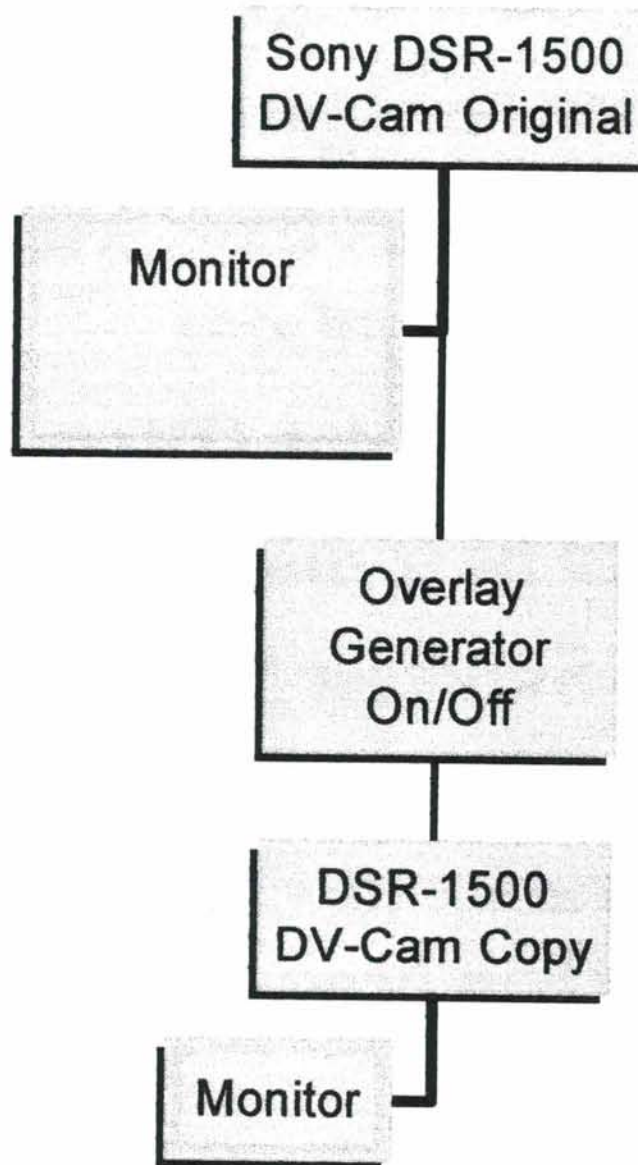 Sony DSR-1500
DV-Cam Original
Monitor
Overlay
Generator
On/Off
DSR-1500
DV-Cam Copy
Monitor